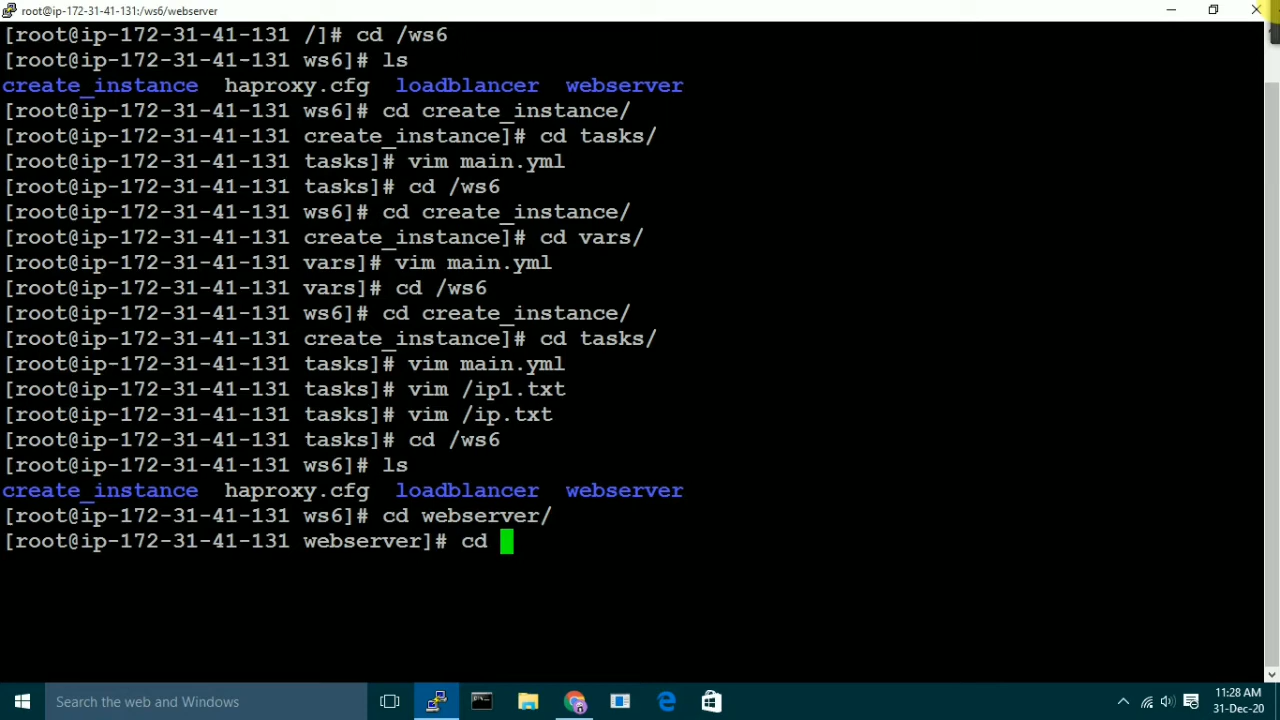 root@ip-172-31-41-131:/ws6/webserver
[root@ip-172-31-41-131 /]# cd /ws6
[root@ip-172-31-41-131 ws6]# ls
create_instance  haproxy.cfg  loadblancer  webserver
[root@ip-172-31-41-131 ws6]# cd create_instance/
[root@ip-172-31-41-131 create_instance]# cd tasks/
[root@ip-172-31-41-131 tasks]# vim main.yml
[root@ip-172-31-41-131 tasks]# cd /ws6
[root@ip-172-31-41-131 ws6]# cd create_instance/
[root@ip-172-31-41-131 create_instance]# cd vars/
[root@ip-172-31-41-131 vars]# vim main.yml
[root@ip-172-31-41-131 vars]# cd /ws6
[root@ip-172-31-41-131 ws6]# cd create_instance/
[root@ip-172-31-41-131 create_instance]# cd tasks/
[root@ip-172-31-41-131 tasks]# vim main.yml
[root@ip-172-31-41-131 tasks]# vim /ip1.txt
[root@ip-172-31-41-131 tasks]# vim /ip.txt
[root@ip-172-31-41-131 tasks]# cd /ws6
[root@ip-172-31-41-131 ws6]# ls
create_instance  haproxy.cfg  loadblancer  webserver
[root@ip-172-31-41-131 ws6]# cd webserver/
[root@ip-172-31-41-131 webserver]# cd
Search the web and Windows
11:28 AM
31-Dec-20